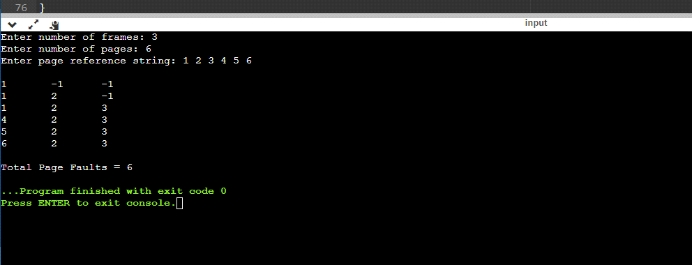 76 }
input
Enter number of frames: 3
Enter number of pages: 6
Enter page reference string: 1 2 3 4 5 6
1 -1 -1
1 2 -1
1 2 3
4 2 3
5 2 3
6 2 3
Total Page Faults = 6
...Program finished with exit code 0
Press ENTER to exit console.